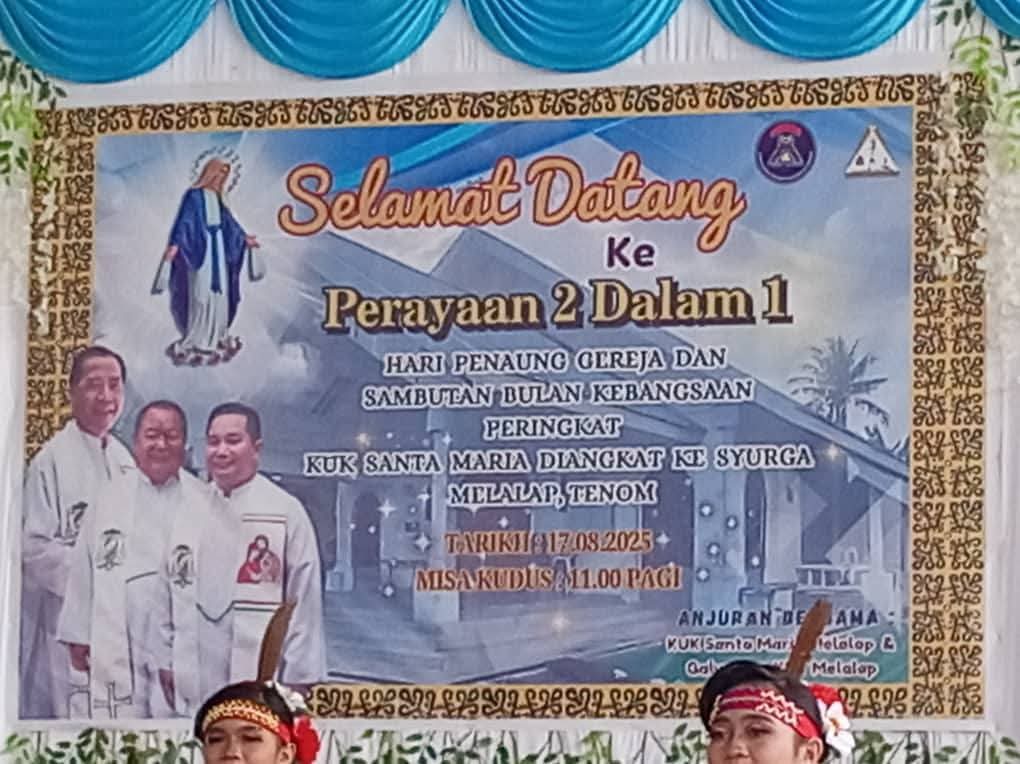 Selamat Datang
Ke
Perayaan 2 Dalam 1
HARI PENAUNG GEREJA DAN
SAMBUTAN BULAN KEBANGSAAN
PERINGKAT
KUK SANTA MARIA DIANGKAT KE SYURGA
MELALAP, TENOM
TARIKH : 17.08.2025
MISA KUDUS : 11.00 PAGI
ANJURAN BERSAMA :
KUK Santa Maria Melalap &
Melalap